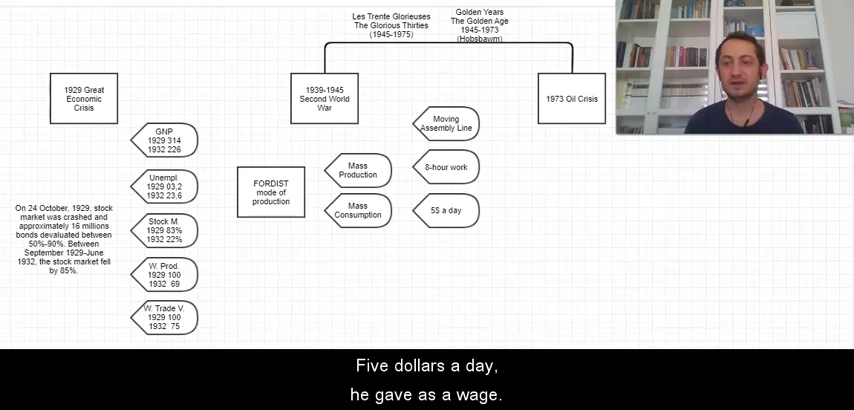 Les Trente Glorieuses
The Glorious Thirties
(1945-1975)
Golden Years
The Golden Age
1945-1973
(Hobsbawm)
1929 Great
Economic
Crisis
1939-1945
Second World
War
1973 Oil Crisis
GNP
1929 314
1932 226
Unempl.
1929 03,2
1932 23,6
Stock M.
1929 83%
1932 22%
W. Prod.
1929 100
1932 69
W. Trade V.
1929 100
1932 75
On 24 October, 1929, stock
market was crashed and
approximately 16 millions
bonds devaluated between
50%-90%. Between
September 1929-June
1932, the stock market fell
by 85%.
FORDIST
mode of
production
Mass
Production
Mass
Consumption
Moving
Assembly Line
8-hour work
5$ a day
Five dollars a day,
he gave as a wage.